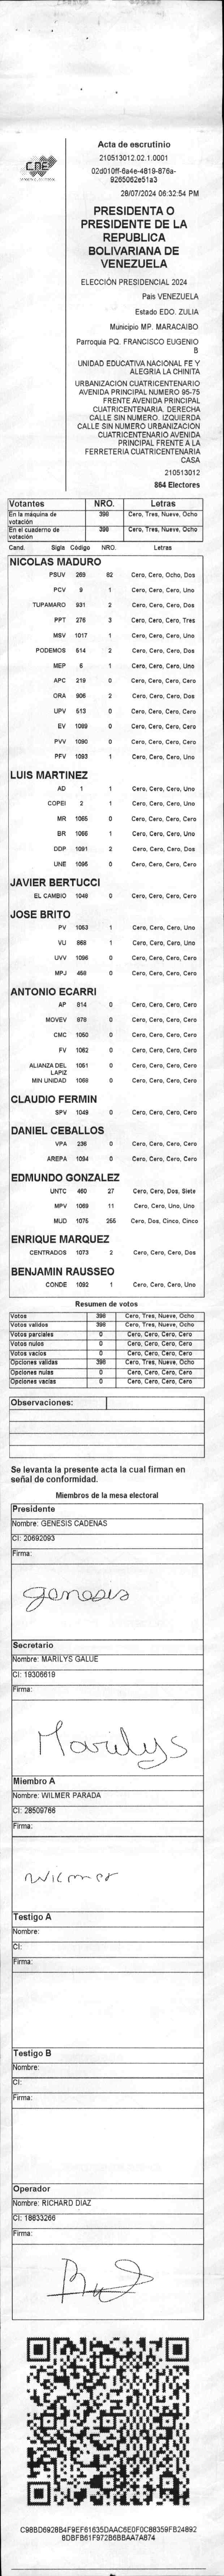 CNE
Acta de escrutinio
210513012.02.1.0001
02d010ff-6a4e-4819-876a-
9265062e51a3
28/07/2024 06:32:54 PM
PRESIDENTA O
PRESIDENTE DE LA
REPUBLICA
BOLIVARIANA DE
VENEZUELA
ELECCIÓN PRESIDENCIAL 2024
Pais VENEZUELA
Estado EDO. ZULIA
Municipio MP. MARACAIBO
Parroquia PQ. FRANCISCO EUGENIO
B
UNIDAD EDUCATIVA NACIONAL FE Y
ALEGRIA LA CHINITA
URBANIZACIÓN CUATRICENTENARIO
AVENIDA PRINCIPAL NUMERO 95-75
FRENTE AVENIDA PRINCIPAL
CUATRICENTENARIA. DERECHA
CALLE SIN NUMERO. IZQUIERDA
CALLE SIN NUMERO URBANIZACION
CUATRICENTENARIO AVENIDA
PRINCIPAL FRENTE A LA
FERRETERIA CUATRICENTENARIA
CASA
210513012
864 Electores
Votantes NRO. Letras
En la máquina de votación 398 Cero, Tres, Nueve, Ocho
En el cuaderno de votación 398 Cero, Tres, Nueve, Ocho
Cand. Sigla Código NRO. Letras
NICOLAS MADURO
PSUV 269 82 Cero, Cero, Ocho, Dos
PCV 9 1 Cero, Cero, Cero, Uno
TUPAMARO 931 2 Cero, Cero, Cero, Dos
PPT 276 3 Cero, Cero, Cero, Tres
MSV 1017 1 Cero, Cero, Cero, Uno
PODEMOS 514 2 Cero, Cero, Cero, Dos
MEP 6 1 Cero, Cero, Cero, Uno
APC 219 0 Cero, Cero, Cero, Cero
ORA 906 2 Cero, Cero, Cero, Dos
UPV 513 0 Cero, Cero, Cero, Cero
EV 1089 0 Cero, Cero, Cero, Cero
PVV 1090 0 Cero, Cero, Cero, Cero
PFV 1093 1 Cero, Cero, Cero, Uno
LUIS MARTINEZ
AD 1 1 Cero, Cero, Cero, Uno
COPEI 2 1 Cero, Cero, Cero, Uno
MR 1065 0 Cero, Cero, Cero, Cero
BR 1066 1 Cero, Cero, Cero, Uno
DDP 1091 2 Cero, Cero, Cero, Dos
UNE 1095 0 Cero, Cero, Cero, Cero
JAVIER BERTUCCI
EL CAMBIO 1048 0 Cero, Cero, Cero, Cero
JOSE BRITO
PV 1053 1 Cero, Cero, Cero, Uno
VU 868 1 Cero, Cero, Cero, Uno
UVV 1096 0 Cero, Cero, Cero, Cero
MPJ 458 0 Cero, Cero, Cero, Cero
ANTONIO ECARRI
AP 814 0 Cero, Cero, Cero, Cero
MOVEV 878 0 Cero, Cero, Cero, Cero
CMC 1050 0 Cero, Cero, Cero, Cero
FV 1062 0 Cero, Cero, Cero, Cero
ALIANZA DEL LAPIZ 1051 0 Cero, Cero, Cero, Cero
MIN UNIDAD 1058 0 Cero, Cero, Cero, Cero
CLAUDIO FERMIN
SPV 1049 0 Cero, Cero, Cero, Cero
DANIEL CEBALLOS
VPA 236 0 Cero, Cero, Cero, Cero
AREPA 1094 0 Cero, Cero, Cero, Cero
EDMUNDO GONZALEZ
UNTC 460 27 Cero, Cero, Dos, Siete
MPV 1069 11 Cero, Cero, Uno, Uno
MUD 1075 255 Cero, Dos, Cinco, Cinco
ENRIQUE MARQUEZ
CENTRADOS 1073 2 Cero, Cero, Cero, Dos
BENJAMIN RAUSSEO
CONDE 1092 1 Cero, Cero, Cero, Uno
Resumen de votos
Votos 398 Cero, Tres, Nueve, Ocho
Votos validos 398 Cero, Tres, Nueve, Ocho
Votos parciales 0 Cero, Cero, Cero, Cero
Votos nulos 0 Cero, Cero, Cero, Cero
Votos vacios 0 Cero, Cero, Cero, Cero
Opciones validas 398 Cero, Tres, Nueve, Ocho
Opciones nulas 0 Cero, Cero, Cero, Cero
Opciones vacias 0 Cero, Cero, Cero, Cero
Observaciones:
Se levanta la presente acta la cual firman en
señal de conformidad.
Miembros de la mesa electoral
Presidente
Nombre: GENESIS CADENAS
CI: 20692093
Firma:
genesis
Secretario
Nombre: MARILYS GALUE
CI: 19306619
Firma:
Marilys
Miembro A
Nombre: WILMER PARADA
CI: 28509766
Firma:
Wilmer
Testigo A
Nombre:
CI:
Firma:
Testigo B
Nombre:
CI:
Firma:
Operador
Nombre: RICHARD DIAZ
CI: 18833266
Firma:
C98BD6928B4F9EF61635DAAC6E0F0C88359FB24892
8DBFB61F972B6BBAA7A874